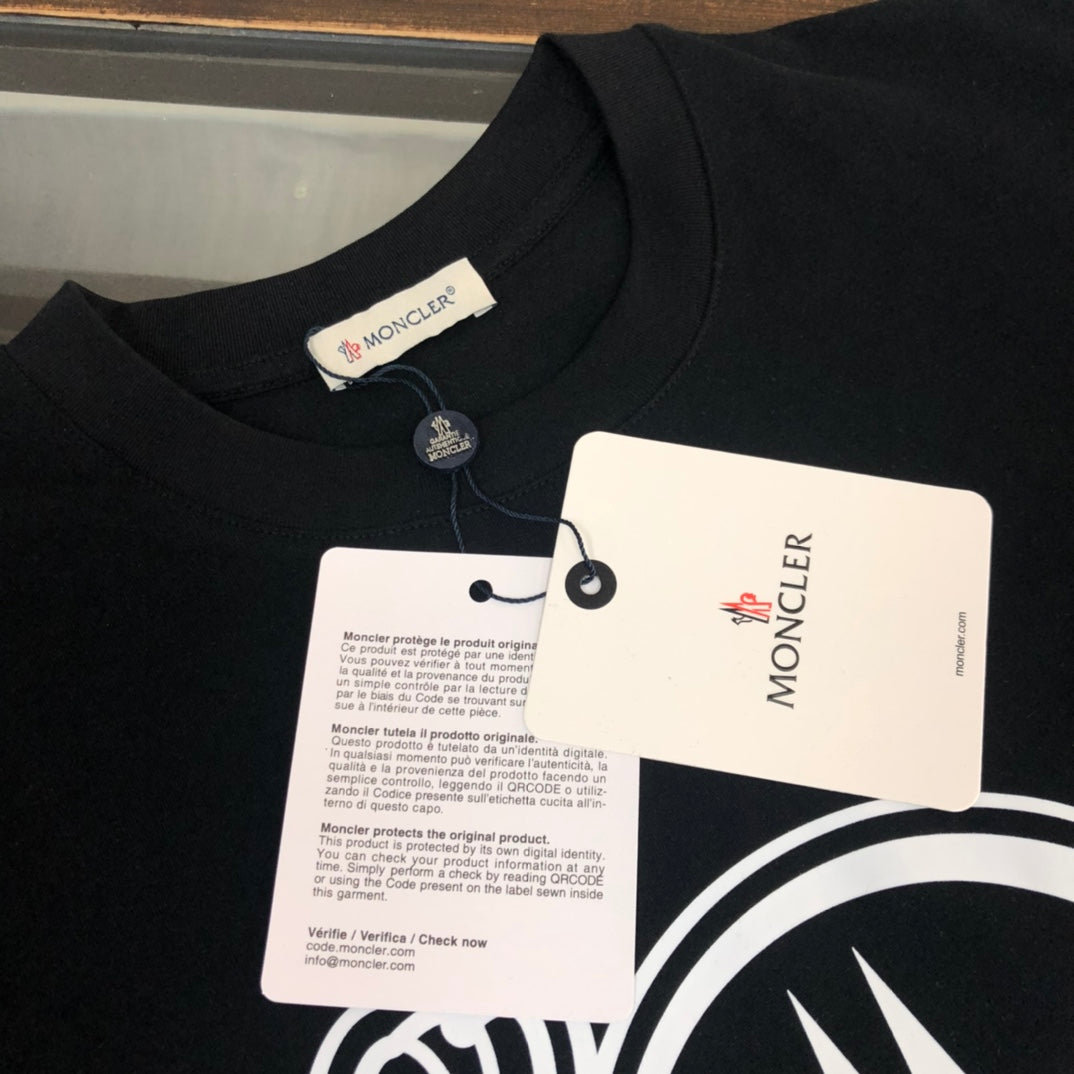 MONCLER®
GARANTIE
MONCLER
MONCLER
moncler.com
Moncler protège le produit origina
Ce produit est protégé par une ident
Vous pouvez vérifier à tout moment
la qualité et la provenance du produ
un simple contrôle par la lecture d
par le biais du Code se trouvant sur
sue à l'intérieur de cette pièce.
Moncler tutela il prodotto originale.
Questo prodotto è tutelato da un'identità digitale.
In qualsiasi momento può verificare l'autenticità, la
qualità e la provenienza del prodotto facendo un
semplice controllo, leggendo il QRCODE o utiliz-
zando il Codice presente sull'etichetta cucita all'in-
terno di questo capo.
Moncler protects the original product.
This product is protected by its own digital identity.
You can check your product information at any
time. Simply perform a check by reading QRCODE
or using the Code present on the label sewn inside
this garment.
Vérifie / Verifica / Check now
code.moncler.com
info@moncler.com